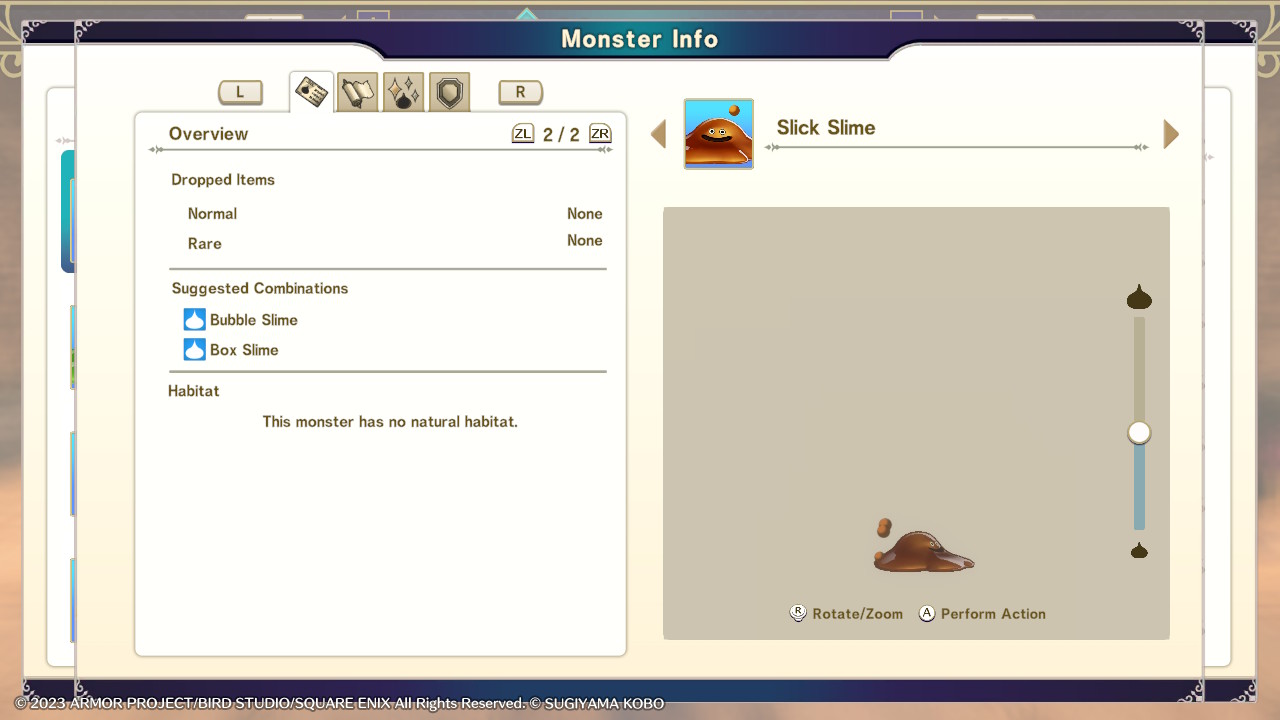 Monster Info
L
R
Overview
ZL 2 / 2 ZR
Slick Slime
Dropped Items
Normal None
Rare None
Suggested Combinations
Bubble Slime
Box Slime
Habitat
This monster has no natural habitat.
R Rotate/Zoom A Perform Action
© 2023 ARMOR PROJECT/BIRD STUDIO/SQUARE ENIX All Rights Reserved. © SUGIYAMA KOBO